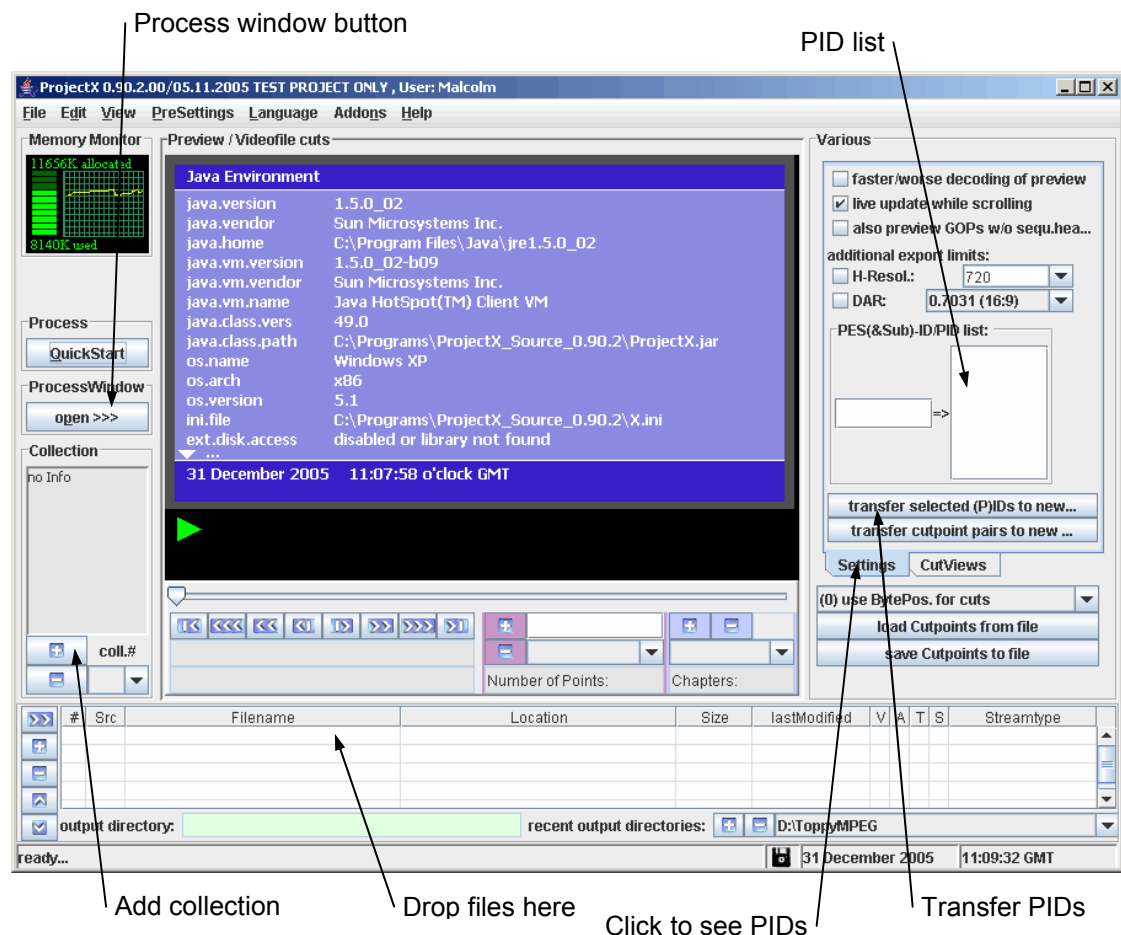 Process window button
PID list
ProjectX 0.90.2.00/05.11.2005 TEST PROJECT ONLY , User: Malcolm
File Edit View PreSettings Language Addons Help
Memory Monitor
11656K allocated
8140K used
Process
QuickStart
ProcessWindow
open >>>
Collection
no Info
coll.#
Preview / Videofile cuts
Java Environment
java.version 1.5.0_02
java.vendor Sun Microsystems Inc.
java.home C:\Program Files\Java\jre1.5.0_02
java.vm.version 1.5.0_02-b09
java.vm.vendor Sun Microsystems Inc.
java.vm.name Java HotSpot(TM) Client VM
java.class.vers 49.0
java.class.path C:\Programs\ProjectX_Source_0.90.2\ProjectX.jar
os.name Windows XP
os.arch x86
os.version 5.1
ini.file C:\Programs\ProjectX_Source_0.90.2\X.ini
ext.disk.access disabled or library not found
...
31 December 2005 11:07:58 o'clock GMT
Number of Points:
Chapters:
Various
faster/worse decoding of preview
live update while scrolling
also preview GOPs w/o sequ.hea...
additional export limits:
H-Resol.: 720
DAR: 0.7031 (16:9)
PES(&Sub)-ID/PID list:
=>
transfer selected (P)IDs to new...
transfer cutpoint pairs to new ...
Settings CutViews
(0) use BytePos. for cuts
load Cutpoints from file
save Cutpoints to file
# Src Filename Location Size lastModified V A T S Streamtype
output directory: recent output directories: D:\ToppyMPEG
ready... 31 December 2005 11:09:32 GMT
Add collection
Drop files here
Click to see PIDs
Transfer PIDs